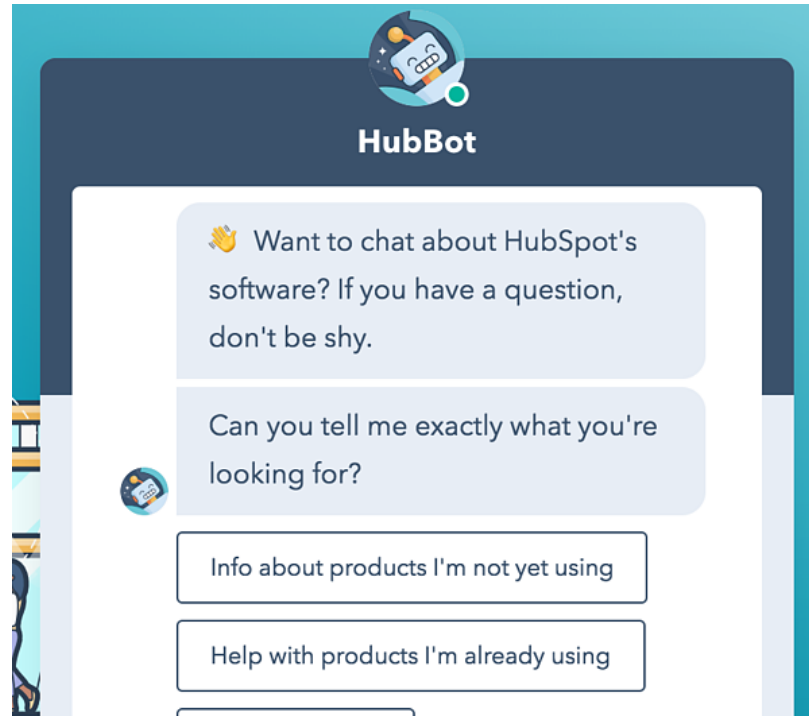 HubBot
👋 Want to chat about HubSpot's
software? If you have a question,
don't be shy.
Can you tell me exactly what you're
looking for?
Info about products I'm not yet using
Help with products I'm already using